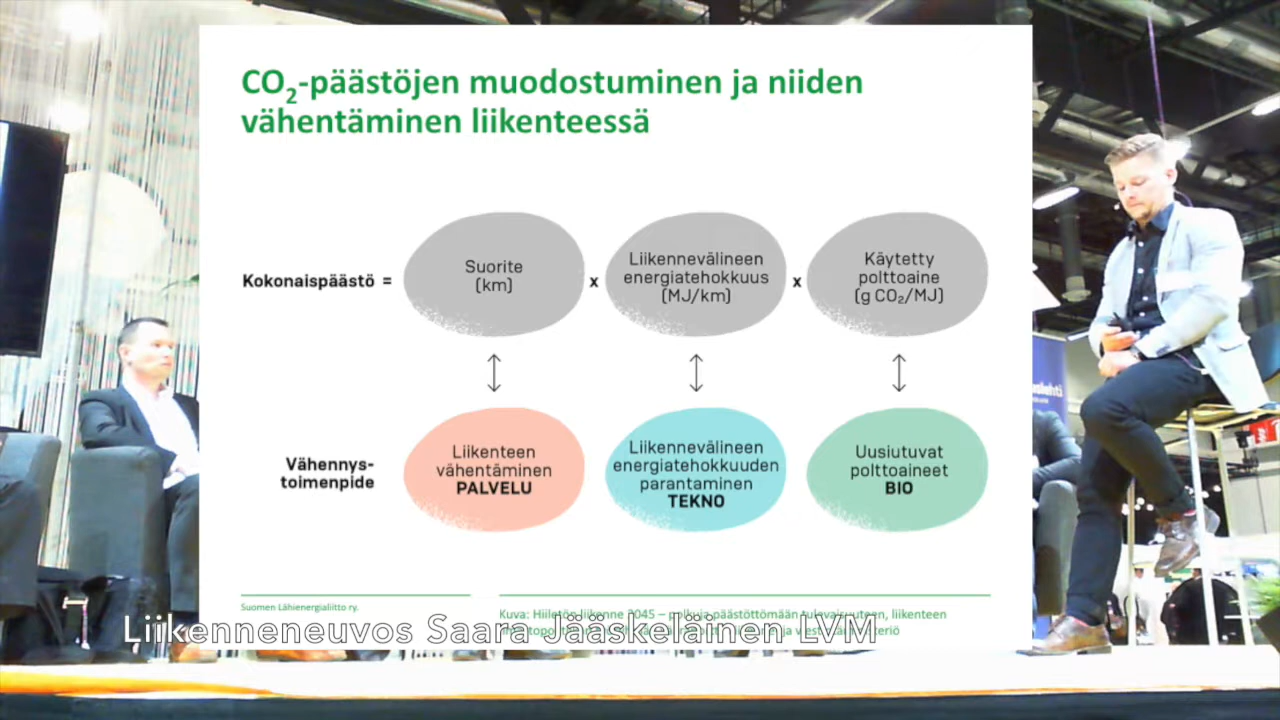 CO₂-päästöjen muodostuminen ja niiden
vähentäminen liikenteessä
Kokonaispäästö =
Suorite
(km)
x
Liikennevälineen
energiatehokkuus
(MJ/km)
x
Käytetty
polttoaine
(g CO₂/MJ)
Vähennys-
toimenpide
Liikenteen
vähentäminen
PALVELU
Liikennevälineen
energiatehokkuuden
parantaminen
TEKNO
Uusiutuvat
polttoaineet
BIO
Suomen Lähienergialiitto ry.
Kuva: Hiiletön liikenne 2045 – polkuja päästöttömään tulevaisuuteen, liikenteen
ja
Liikenneneuvos Saara Jääskeläinen LVM